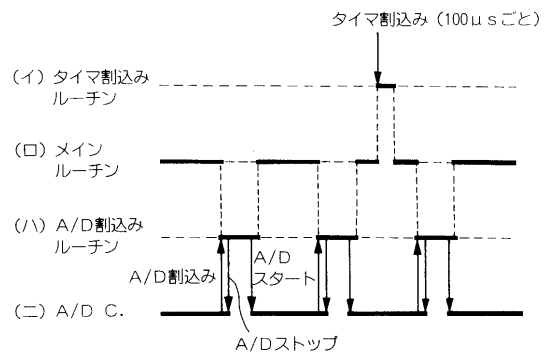 タイマ割込み（100μsごと）
（イ）タイマ割込み
ルーチン
（ロ）メイン
ルーチン
（ハ）A/D割込み
ルーチン
A/D割込み
A/D
スタート
（ニ）A/D C.
A/Dストップ